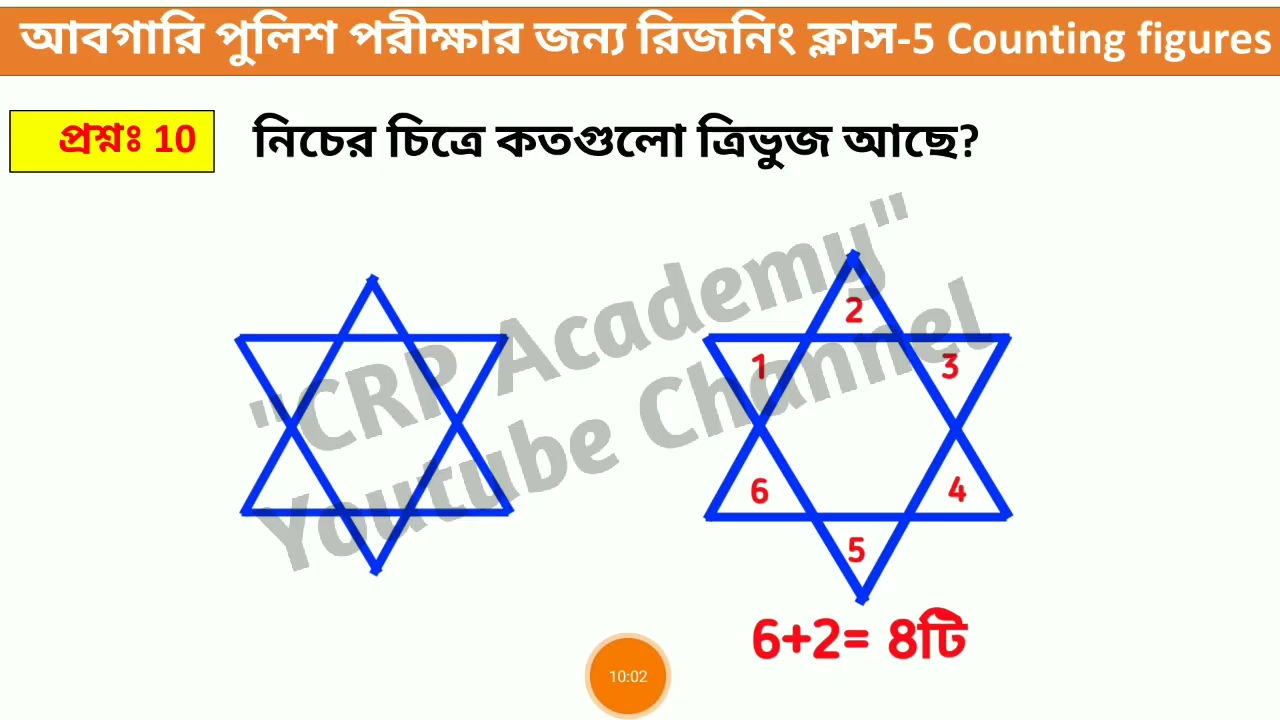 আবগারি পুলিশ পরীক্ষার জন্য রিজনিং ক্লাস-5 Counting figures
প্রশ্নঃ 10
নিচের চিত্রে কতগুলো ত্রিভুজ আছে?
"CRP Academy"
Youtube Channel
2
1
3
6
4
5
6+2= 8টি
10:02